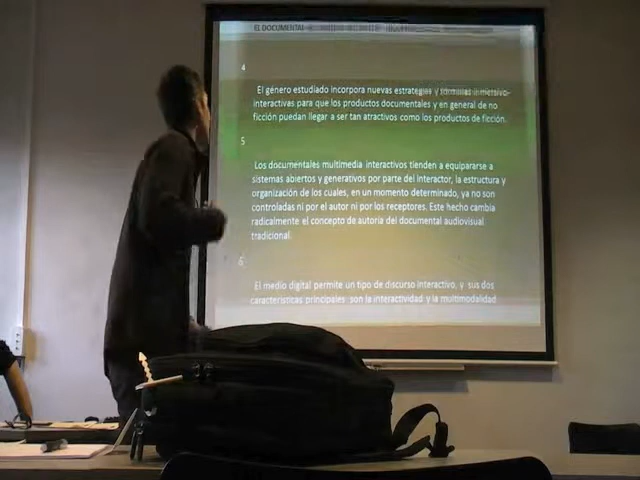 EL DOCUMENTAL
4
El género estudiado incorpora nuevas estrategias y fórmulas inmersivo-
interactivas para que los productos documentales y en general de no
ficción puedan llegar a ser tan atractivos como los productos de ficción.
5
Los documentales multimedia interactivos tienden a equipararse a
sistemas abiertos y generativos por parte del interactor, la estructura y
organización de los cuales, en un momento determinado, ya no son
controladas ni por el autor ni por los receptores. Este hecho cambia
radicalmente el concepto de autoría del documental audiovisual
tradicional.
6
El medio digital permite un tipo de discurso interactivo, y sus dos
características principales son la interactividad y la multimodalidad